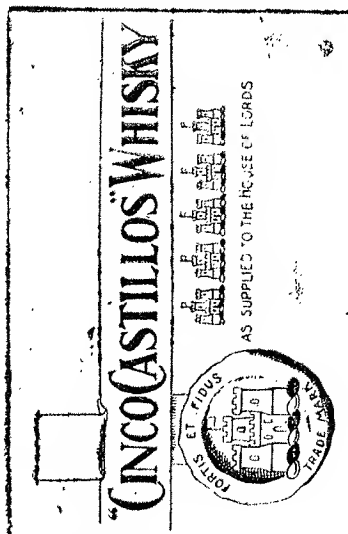 "CINCO CASTILLOS" WHISKY
AS SUPPLIED TO THE HOUSE OF LORDS
FORTIS ET FIDUS
TRADE MARK